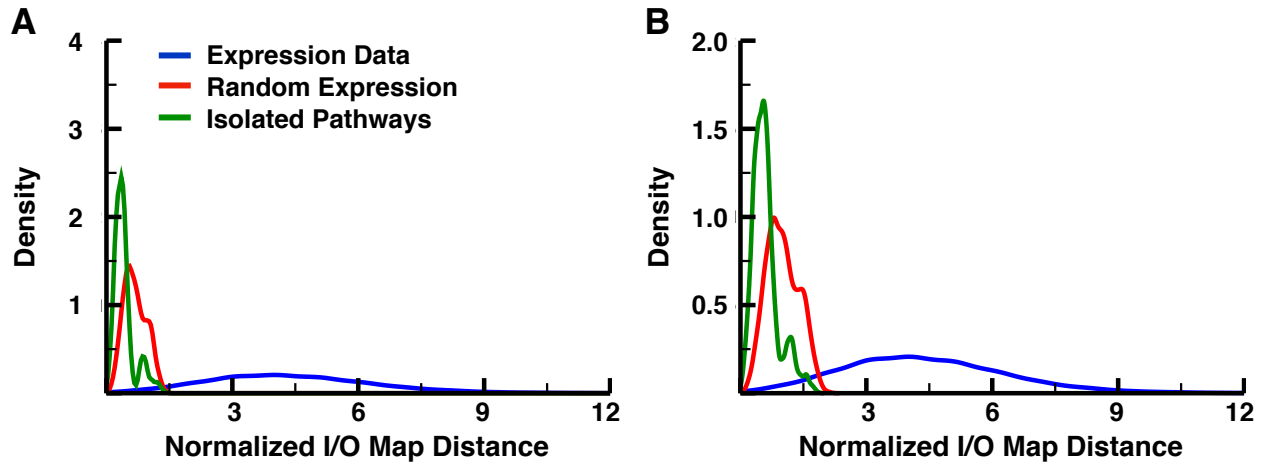 A
B
4
3
2
1
Density
Expression Data
Random Expression
Isolated Pathways
3
6
9
12
Normalized I/O Map Distance
2.0
1.5
1.0
0.5
Density
3
6
9
12
Normalized I/O Map Distance